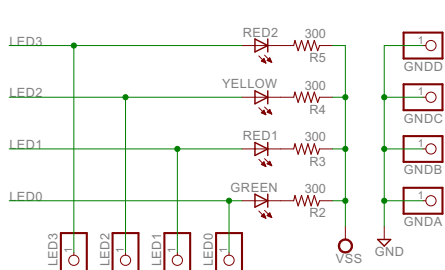 RED2 300
LED3 1
R5 GNDD
YELLOW 300
LED2 1
R4 GNDC
RED1 300
LED1 1
R3 GNDB
GREEN 300
LED0 1
R2 GNDA
LED3 1 LED2 1 LED1 1 LED0 1
VSS GND